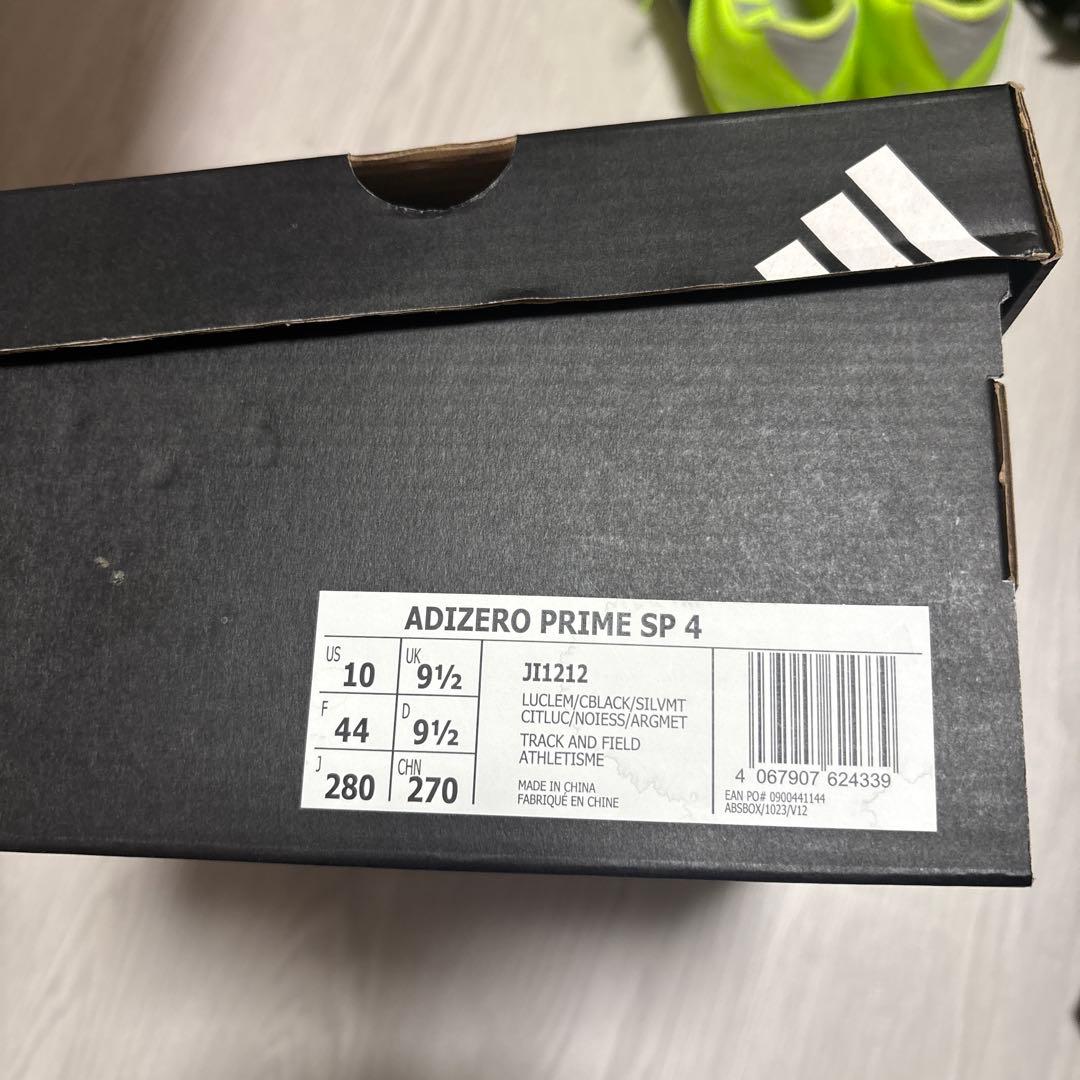 ADIZERO PRIME SP 4
US 10 UK 9½
F 44 D 9½
J 280 CHN 270
JI1212
LUCLEM/CBLACK/SILVMT
CITLUC/NOIESS/ARGMET
TRACK AND FIELD
ATHLETISME
MADE IN CHINA
FABRIQUÉ EN CHINE
4 067907 624339
EAN PO# 0900441144
ABSBOX/1023/V12